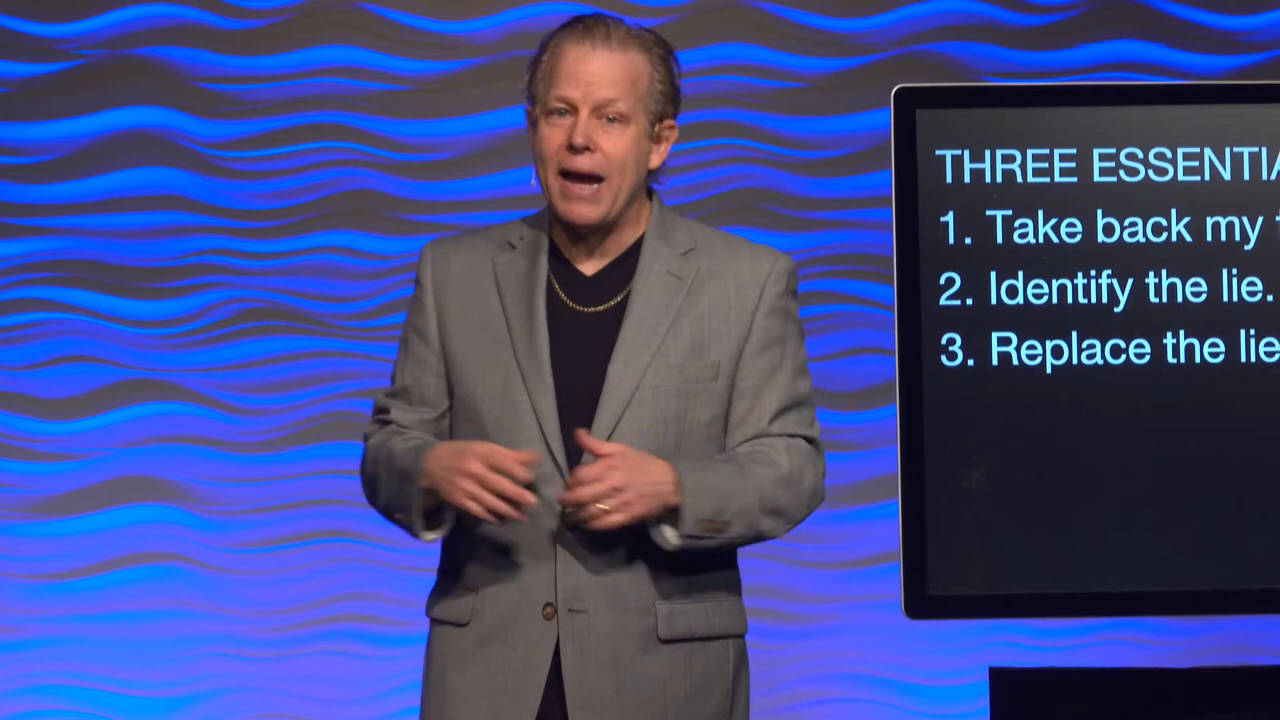 THREE ESSENTIA
1. Take back my
2. Identify the lie.
3. Replace the lie